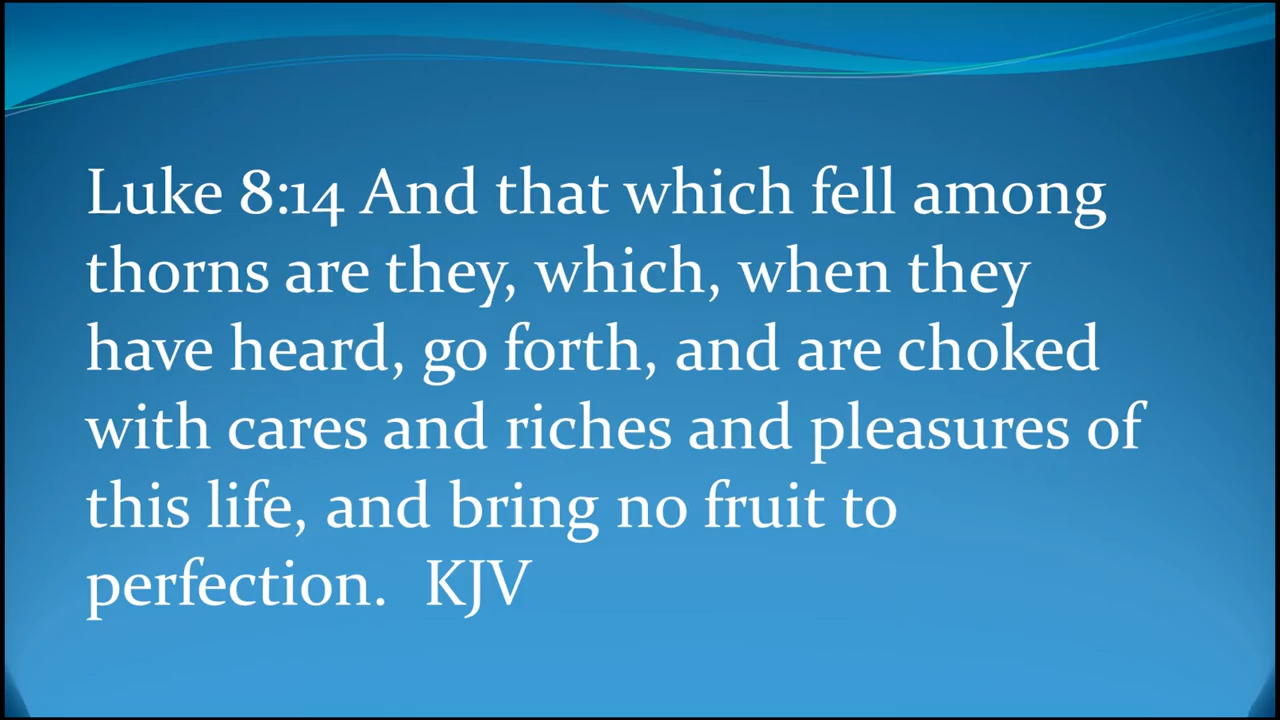 Luke 8:14 And that which fell among
thorns are they, which, when they
have heard, go forth, and are choked
with cares and riches and pleasures of
this life, and bring no fruit to
perfection.  KJV